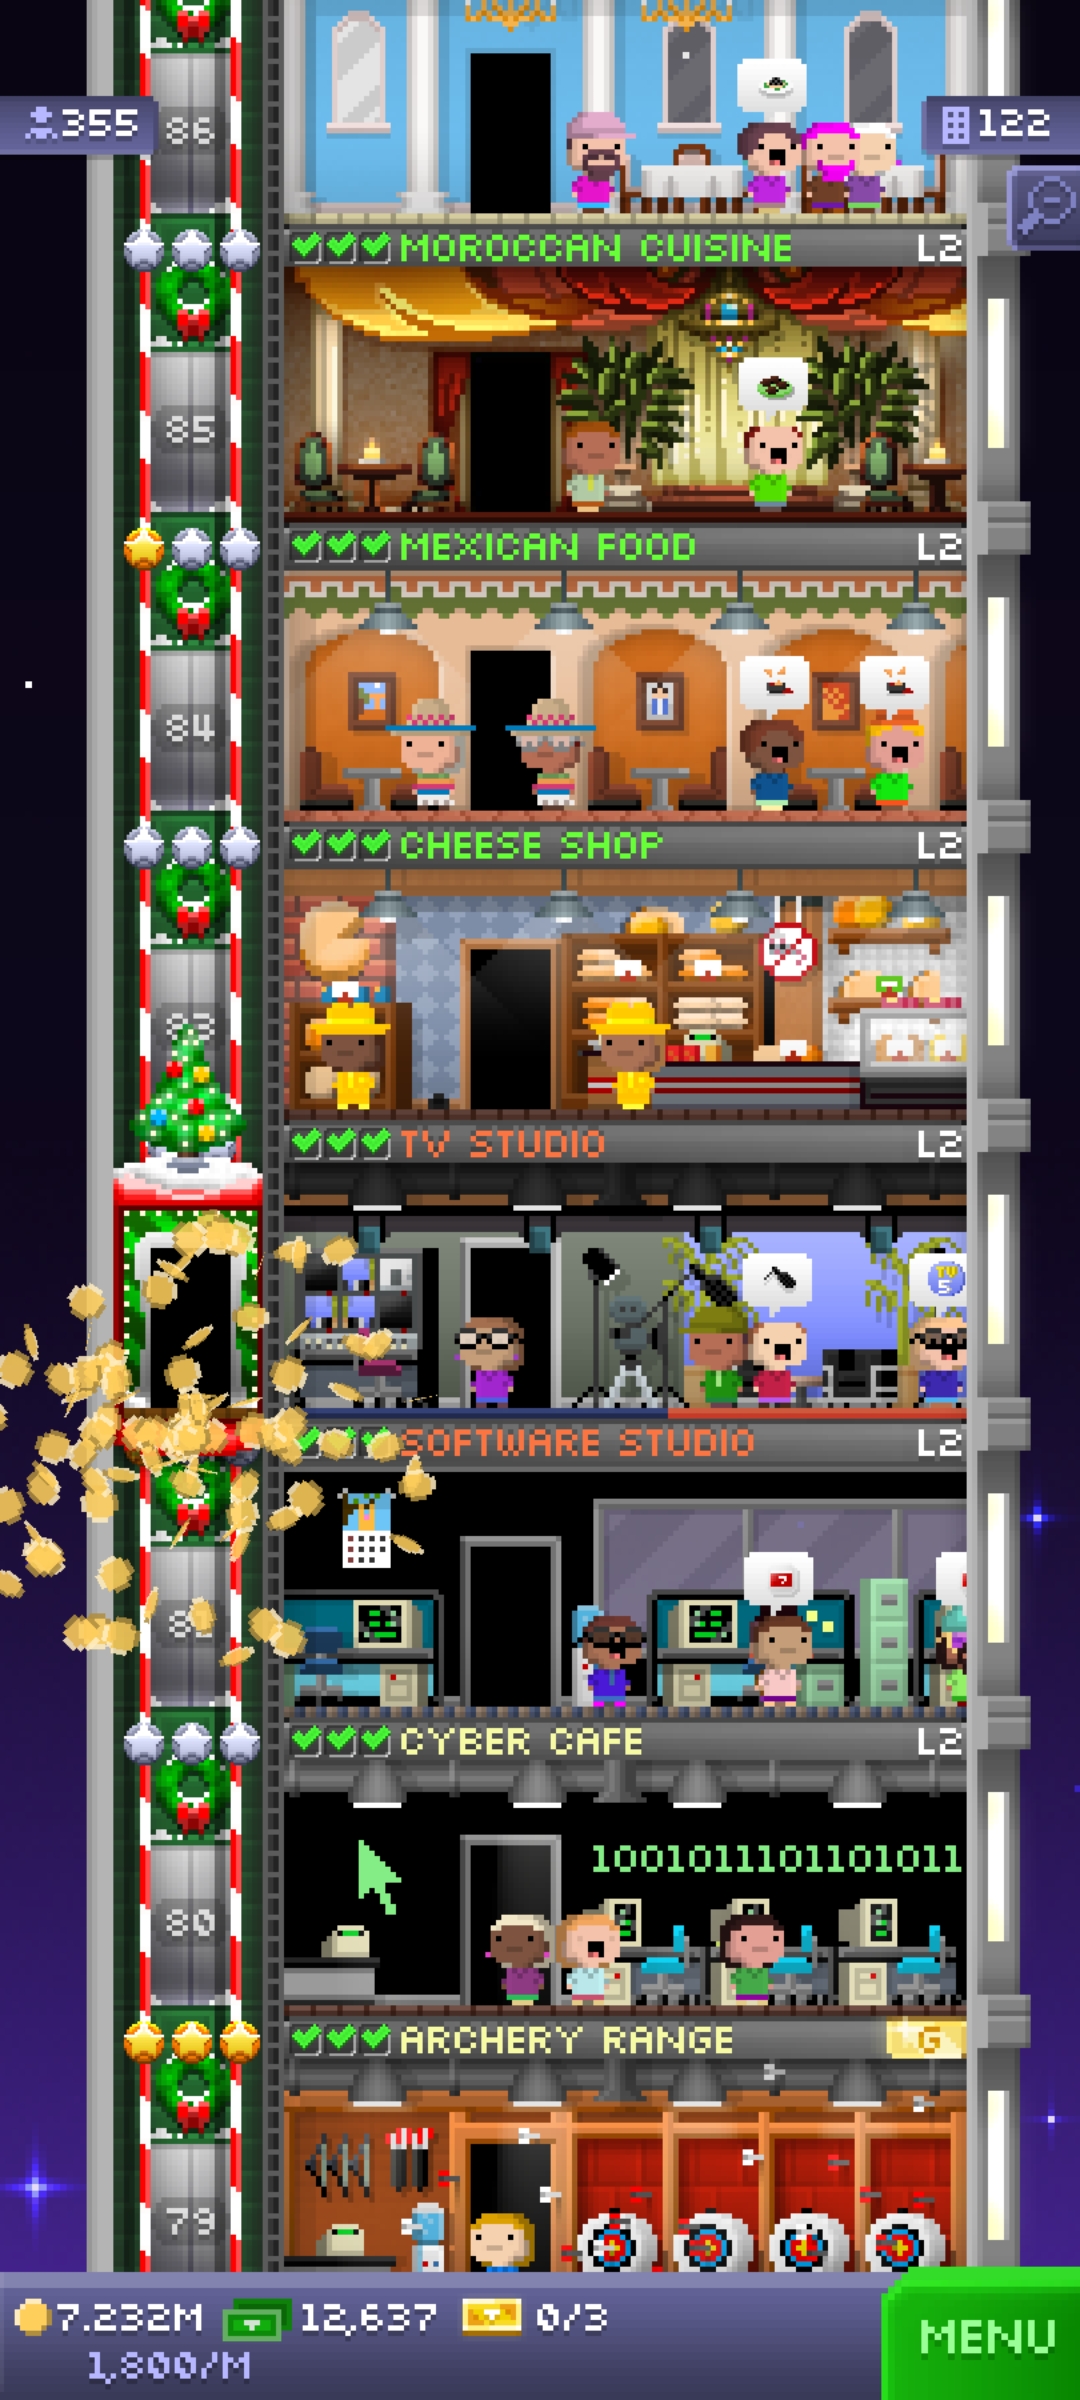 86
355
122
MOROCCAN CUISINE L2
85
MEXICAN FOOD L2
84
CHEESE SHOP L2
83
TV STUDIO L2
TV 5
SOFTWARE STUDIO L2
?
CYBER CAFE L2
1001011101101011
80
ARCHERY RANGE G
79
7.232M 12,637 0/3
1,800/M
MENU